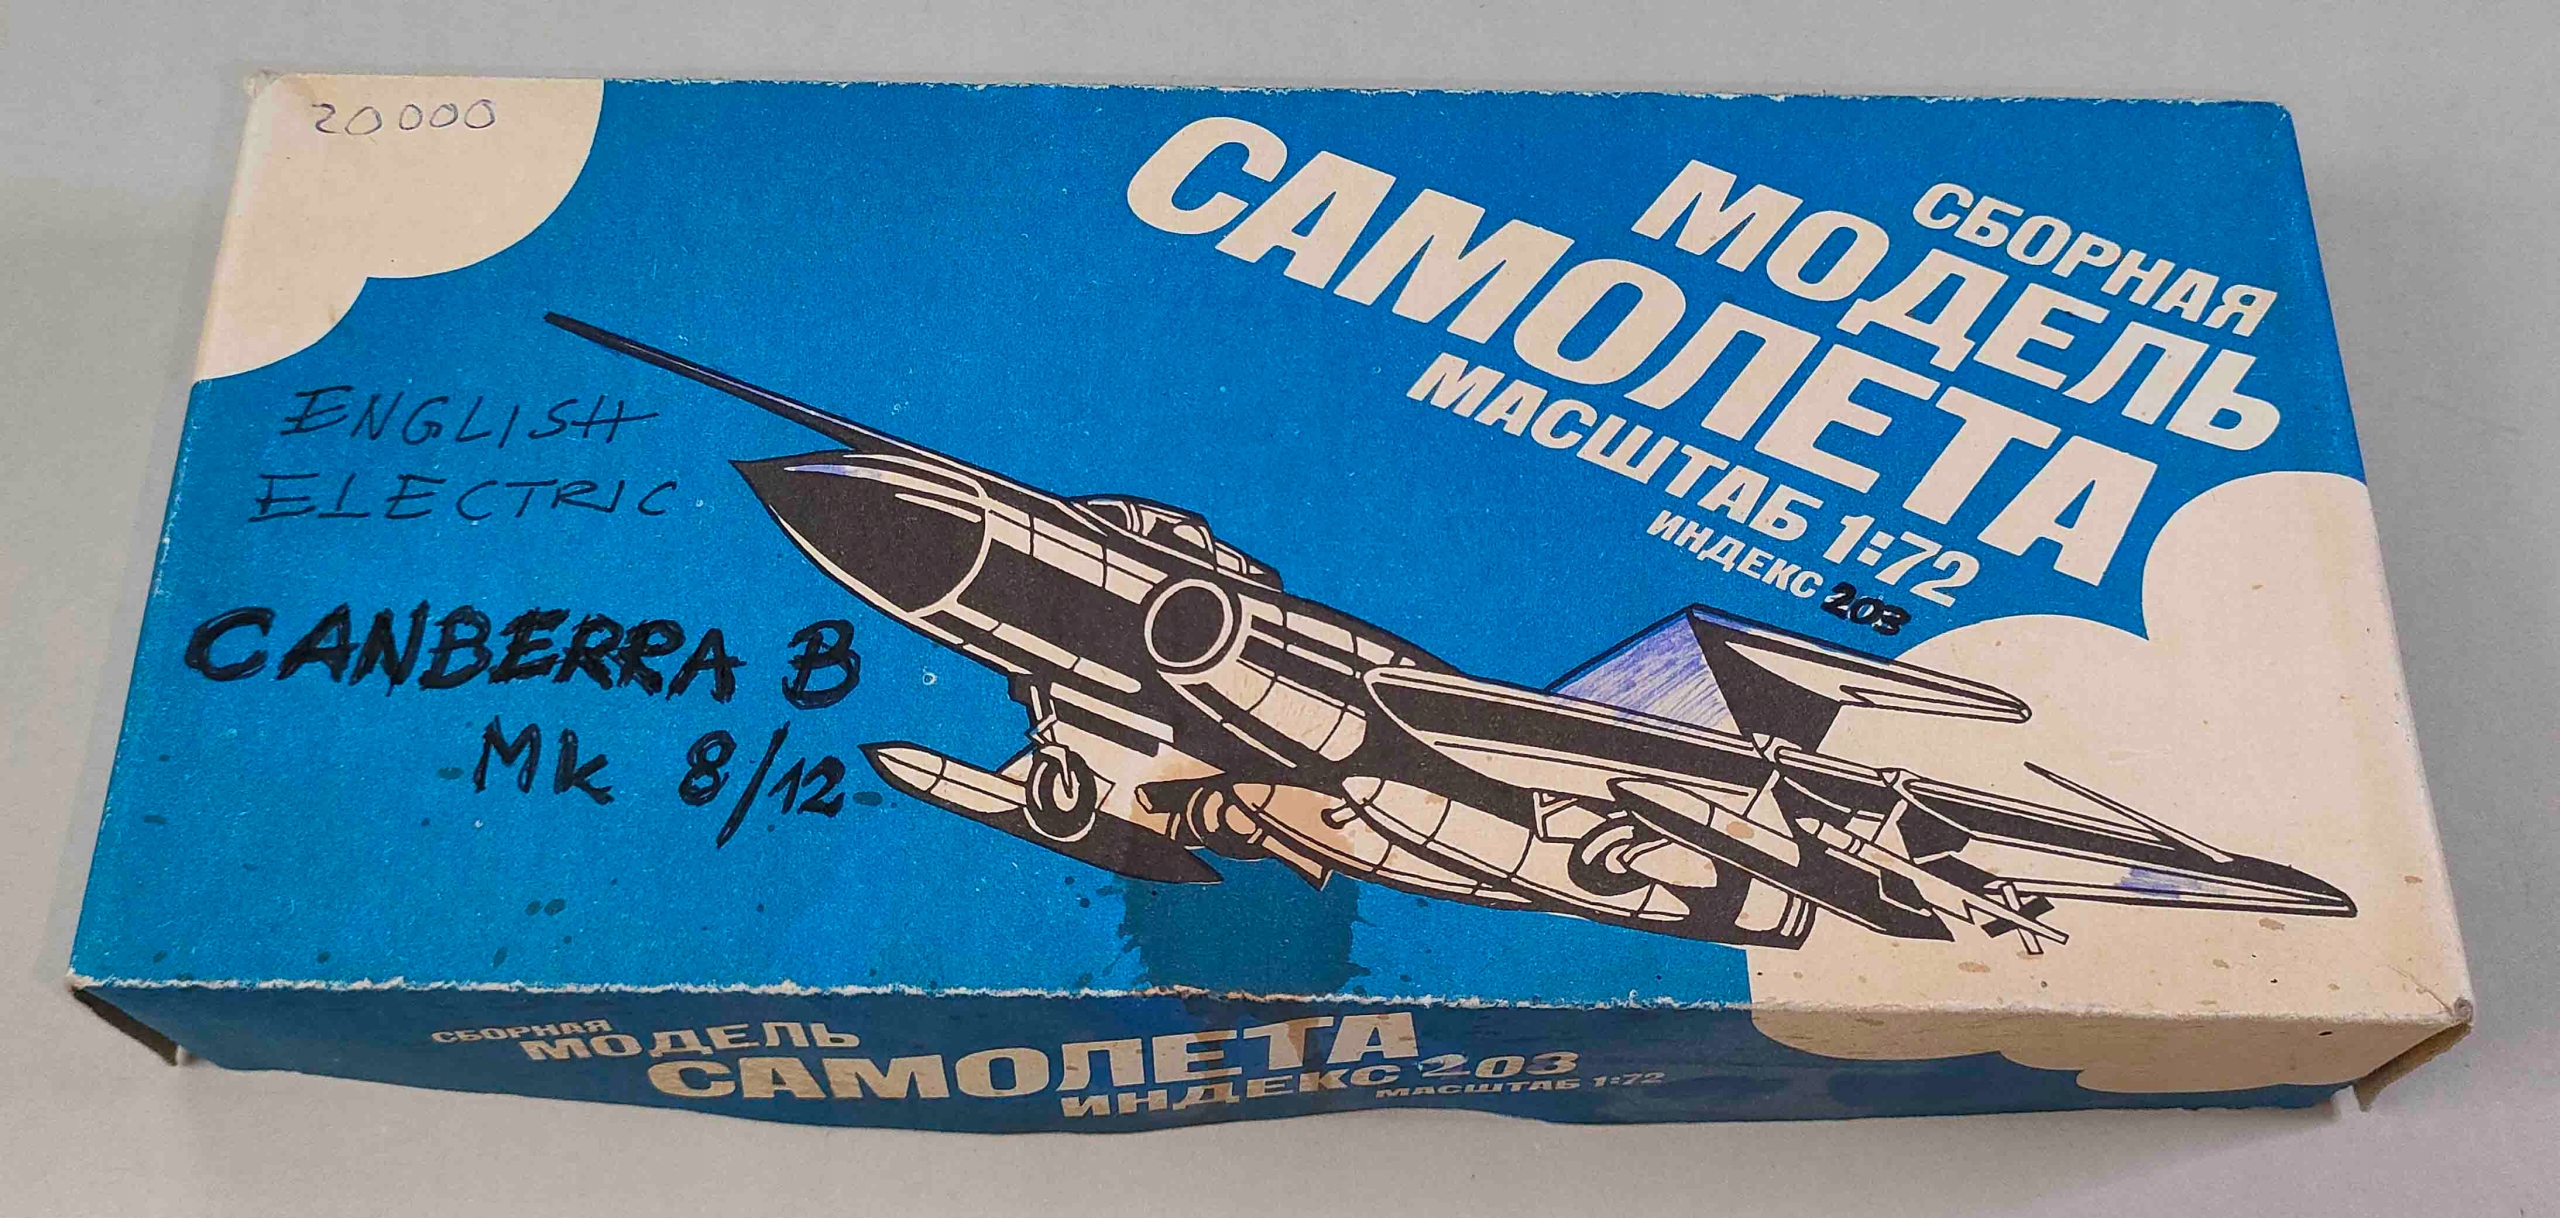 20000
СБОРНАЯ
МОДЕЛЬ
САМОЛЕТА
МАСШТАБ 1:72
ИНДЕКС 203
ENGLISH
ELECTRIC
CANBERRA B
Mk 8/12
СБОРНАЯ
МОДЕЛЬ
САМОЛЕТА
ИНДЕКС 203
МАСШТАБ 1:72